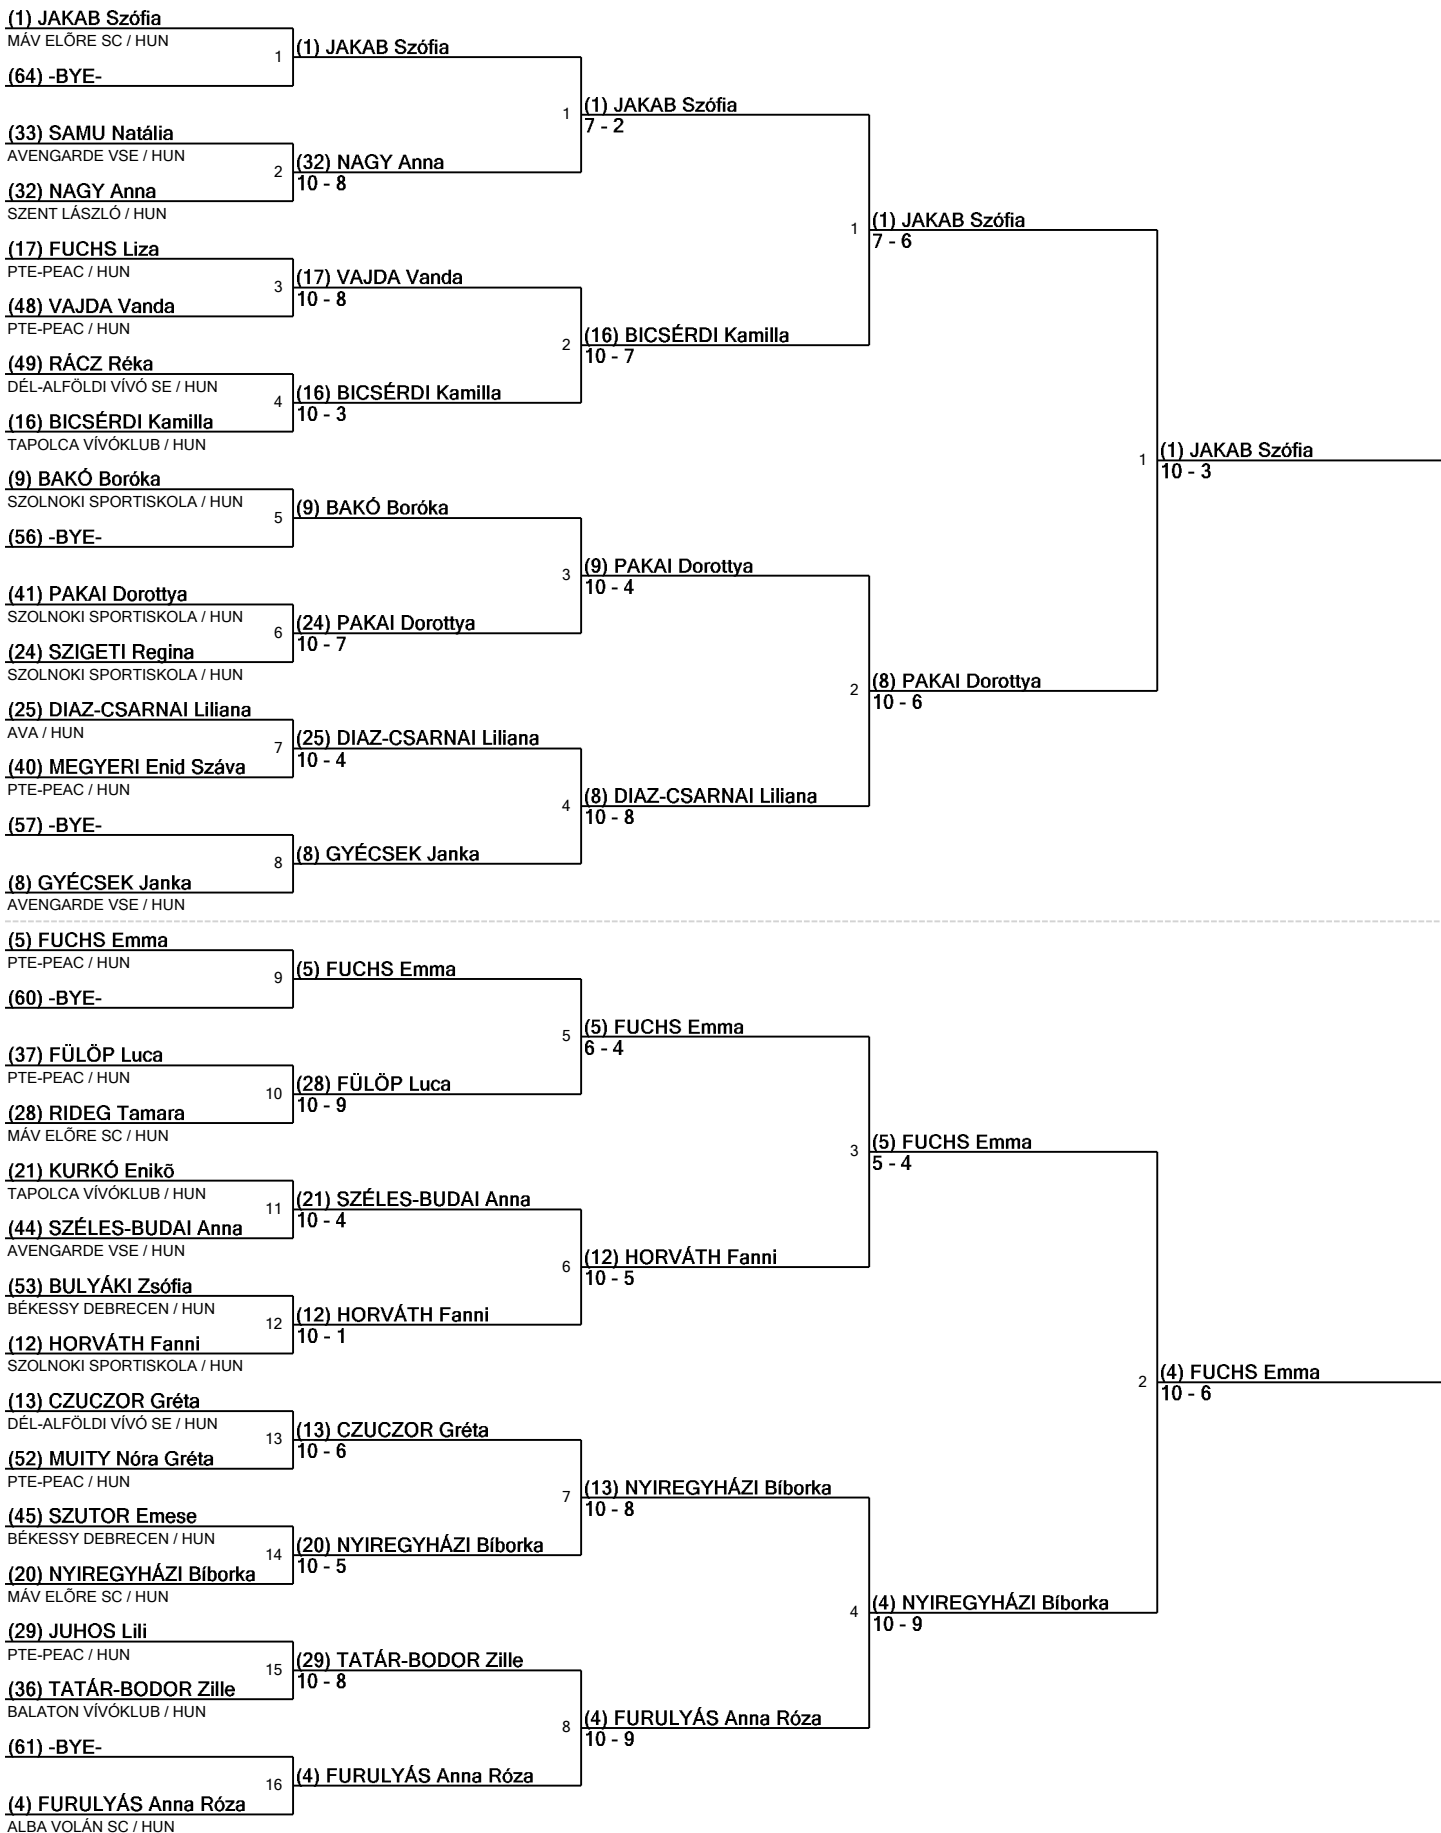 (1) JAKAB Szófia
MÁV ELÕRE SC / HUN
1
(64) -BYE-
(33) SAMU Natália
AVENGARDE VSE / HUN
2
(32) NAGY Anna
SZENT LÁSZLÓ / HUN
(17) FUCHS Liza
PTE-PEAC / HUN
3
(48) VAJDA Vanda
PTE-PEAC / HUN
(49) RÁCZ Réka
DÉL-ALFÖLDI VÍVÓ SE / HUN
4
(16) BICSÉRDI Kamilla
TAPOLCA VÍVÓKLUB / HUN
(9) BAKÓ Boróka
SZOLNOKI SPORTISKOLA / HUN
5
(56) -BYE-
(41) PAKAI Dorottya
SZOLNOKI SPORTISKOLA / HUN
6
(24) SZIGETI Regina
SZOLNOKI SPORTISKOLA / HUN
(25) DIAZ-CSARNAI Liliana
AVA / HUN
7
(40) MEGYERI Enid Száva
PTE-PEAC / HUN
(57) -BYE-
8
(8) GYÉCSEK Janka
AVENGARDE VSE / HUN
(1) JAKAB Szófia
1
(32) NAGY Anna
10 - 8
(17) VAJDA Vanda
10 - 8
2
(16) BICSÉRDI Kamilla
10 - 3
(9) BAKÓ Boróka
3
(24) PAKAI Dorottya
10 - 7
(25) DIAZ-CSARNAI Liliana
10 - 4
4
(8) GYÉCSEK Janka
(1) JAKAB Szófia
7 - 2
1
(16) BICSÉRDI Kamilla
10 - 7
(9) PAKAI Dorottya
10 - 4
2
(8) DIAZ-CSARNAI Liliana
10 - 8
(1) JAKAB Szófia
7 - 6
1
(8) PAKAI Dorottya
10 - 6
(1) JAKAB Szófia
10 - 3
(5) FUCHS Emma
PTE-PEAC / HUN
9
(60) -BYE-
(37) FÜLÖP Luca
PTE-PEAC / HUN
10
(28) RIDEG Tamara
MÁV ELÕRE SC / HUN
(21) KURKÓ Enikõ
TAPOLCA VÍVÓKLUB / HUN
11
(44) SZÉLES-BUDAI Anna
AVENGARDE VSE / HUN
(53) BULYÁKI Zsófia
BÉKESSY DEBRECEN / HUN
12
(12) HORVÁTH Fanni
SZOLNOKI SPORTISKOLA / HUN
(13) CZUCZOR Gréta
DÉL-ALFÖLDI VÍVÓ SE / HUN
13
(52) MUITY Nóra Gréta
PTE-PEAC / HUN
(45) SZUTOR Emese
BÉKESSY DEBRECEN / HUN
14
(20) NYIREGYHÁZI Bíborka
MÁV ELÕRE SC / HUN
(29) JUHOS Lili
PTE-PEAC / HUN
15
(36) TATÁR-BODOR Zille
BALATON VÍVÓKLUB / HUN
(61) -BYE-
16
(4) FURULYÁS Anna Róza
ALBA VOLÁN SC / HUN
(5) FUCHS Emma
5
(28) FÜLÖP Luca
10 - 9
(21) SZÉLES-BUDAI Anna
10 - 4
6
(12) HORVÁTH Fanni
10 - 1
(13) CZUCZOR Gréta
10 - 6
7
(20) NYIREGYHÁZI Bíborka
10 - 5
(29) TATÁR-BODOR Zille
10 - 8
8
(4) FURULYÁS Anna Róza
(5) FUCHS Emma
6 - 4
3
(12) HORVÁTH Fanni
10 - 5
(13) NYIREGYHÁZI Bíborka
10 - 8
4
(4) FURULYÁS Anna Róza
10 - 9
(5) FUCHS Emma
5 - 4
2
(4) NYIREGYHÁZI Bíborka
10 - 9
(4) FUCHS Emma
10 - 6